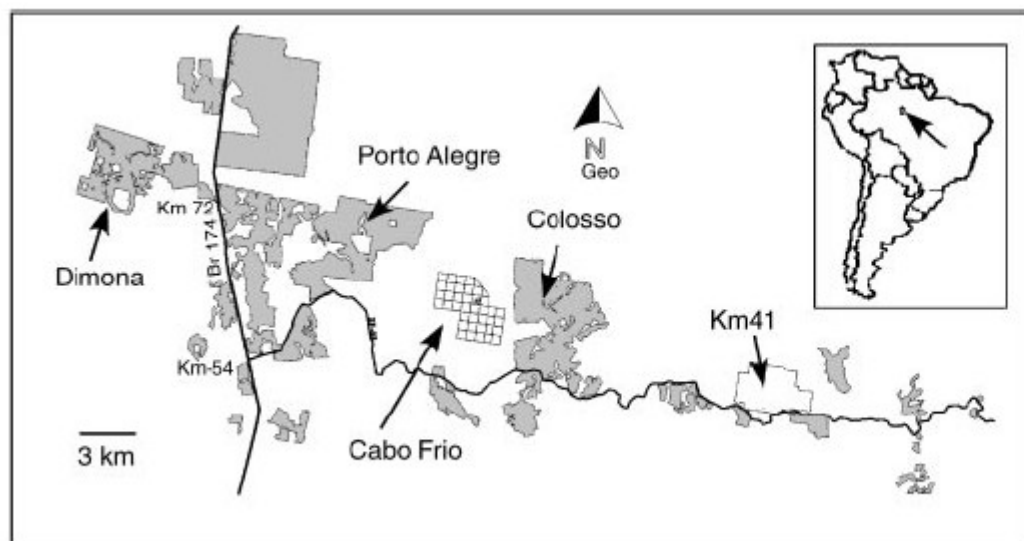 Porto Alegre
N
Geo
Colosso
Km 72
Br 174
Dimona
Km41
Km-54
Cabo Frio
3 km